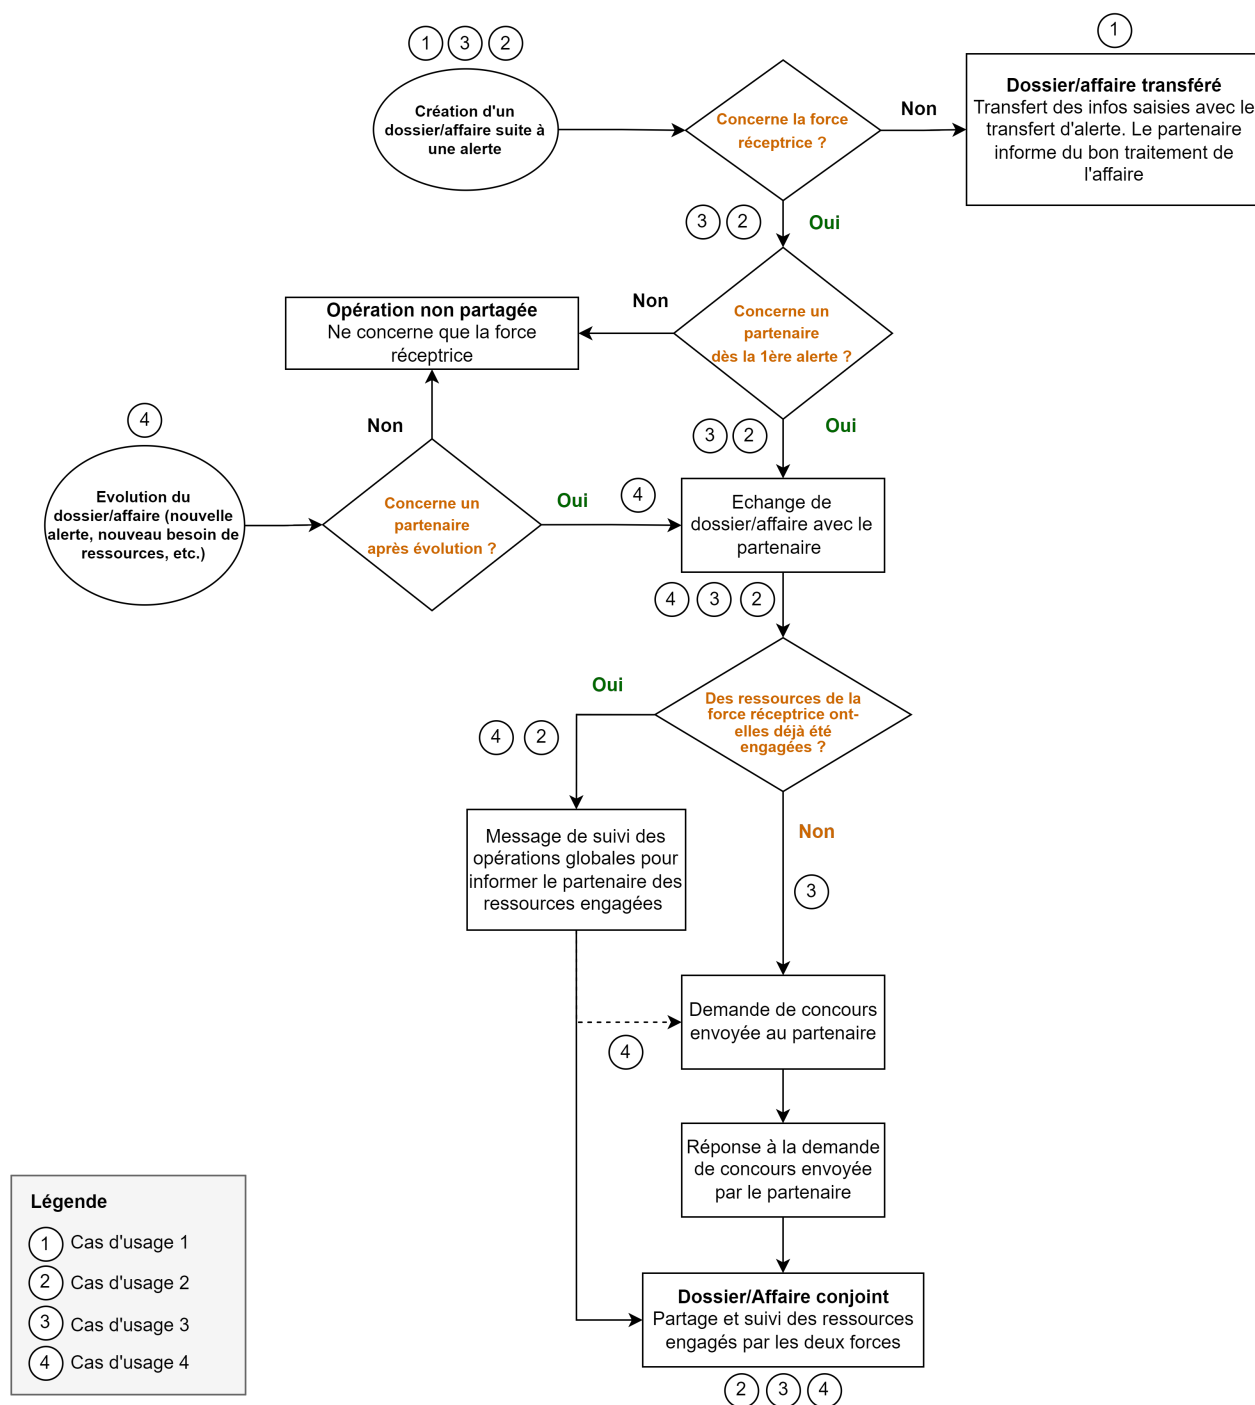 1
3
2
1
Création d'un
dossier/affaire suite à
une alerte
Concerne la force
réceptrice ?
Non
Dossier/affaire transféré
Transfert des infos saisies avec le
transfert d'alerte. Le partenaire
informe du bon traitement de
l'affaire
3
2
Oui
Opération non partagée
Ne concerne que la force
réceptrice
Non
Concerne un
partenaire
dès la 1ère alerte ?
4
Non
3
2
Oui
Evolution du
dossier/affaire (nouvelle
alerte, nouveau besoin de
ressources, etc.)
Concerne un
partenaire
après évolution ?
Oui
4
Echange de
dossier/affaire avec le
partenaire
4
3
2
Oui
Des ressources de la
force réceptrice ont-
elles déjà été
engagées ?
4
2
Non
Message de suivi des
opérations globales pour
informer le partenaire des
ressources engagées
3
Demande de concours
envoyée au partenaire
4
Réponse à la demande
de concours envoyée
par le partenaire
Dossier/Affaire conjoint
Partage et suivi des ressources
engagés par les deux forces
2
3
4
Légende
1 Cas d'usage 1
2 Cas d'usage 2
3 Cas d'usage 3
4 Cas d'usage 4